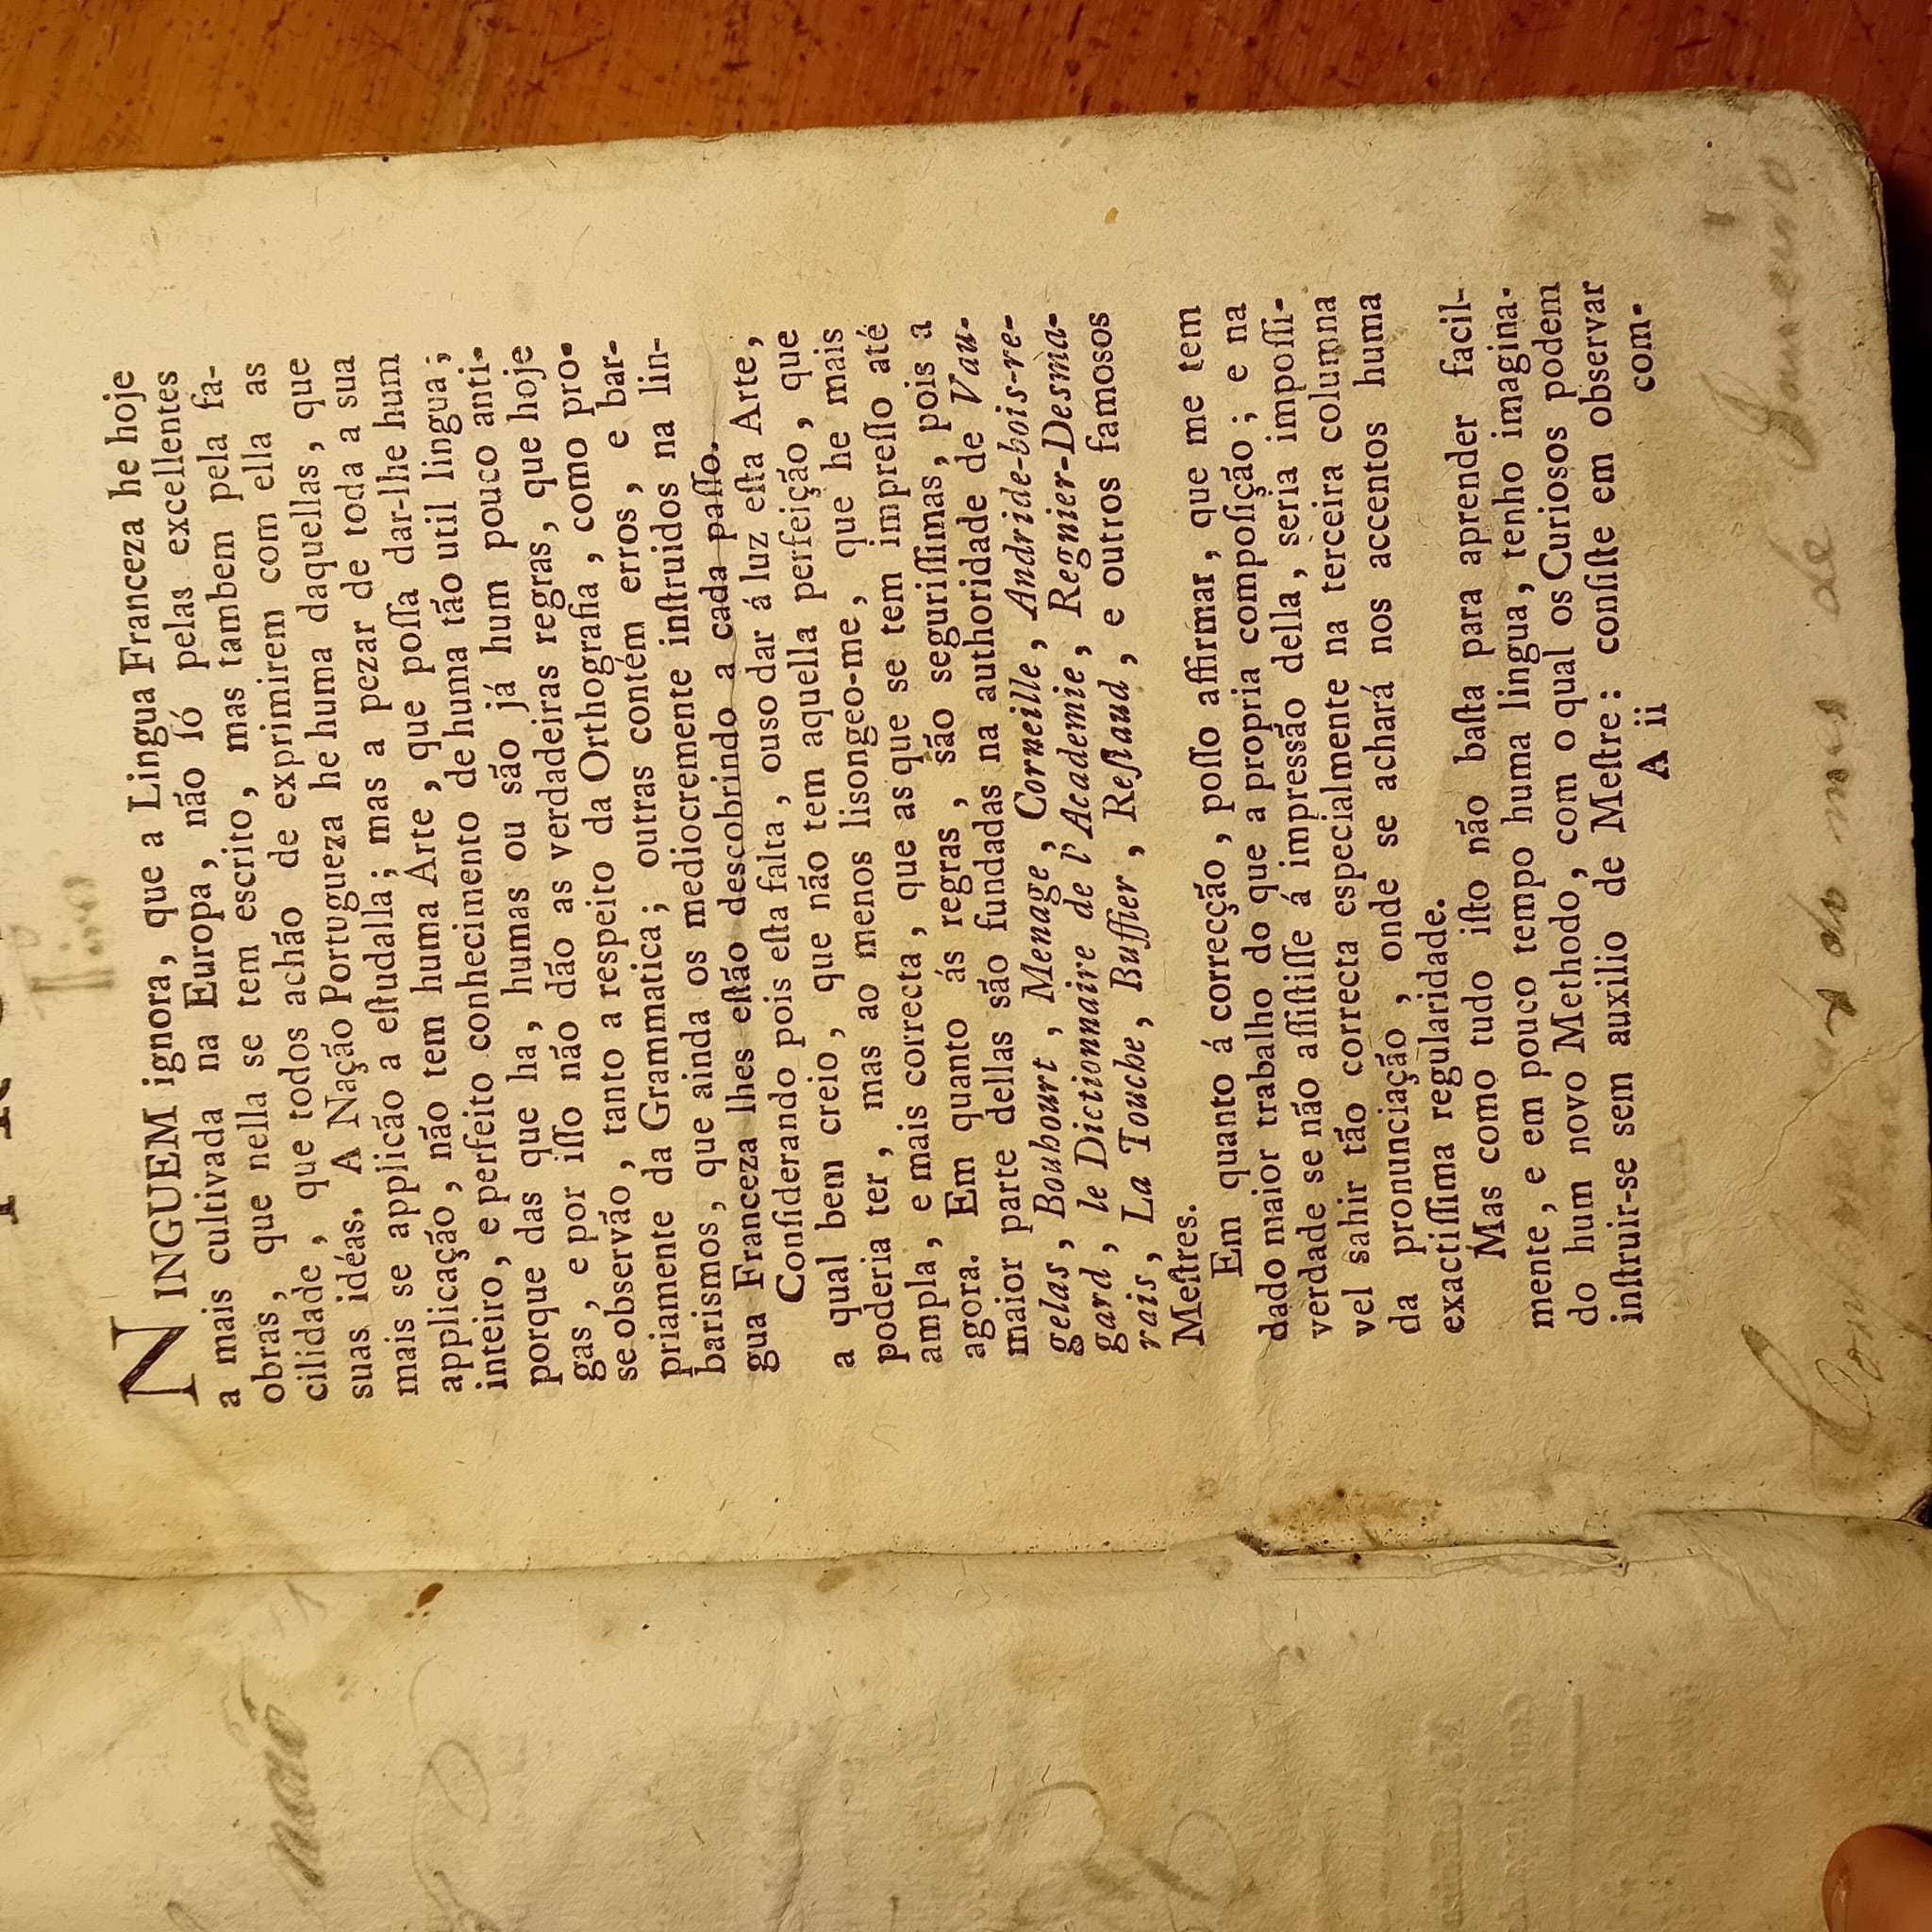 NINGUEM ignora, que a Lingua Franceza he hoje
a mais cultivada na Europa, não ſó pelas excellentes
obras, que nella se tem escrito, mas tambem pela fa-
cilidade, que todos achão de exprimirem com ella as
suas idéas. A Nação Portugueza he huma daquellas, que
mais se applicão a eſtudalla; mas a pezar de toda a sua
applicação, não tem huma Arte, que poſſa dar-lhe hum
inteiro, e perfeito conhecimento de huma tão util lingua;
porque das que ha, humas ou são já hum pouco anti-
gas, e por iſſo não dão as verdadeiras regras, que hoje
se observão, tanto a respeito da Orthografia, como pro-
priamente da Grammatica; outras contém erros, e bar-
barismos, que ainda os mediocremente inſtruidos na lin-
gua Franceza lhes eſtão descobrindo a cada paſſo.
Conſiderando pois eſta falta, ouso dar á luz eſta Arte,
a qual bem creio, que não tem aquella perfeição, que
poderia ter, mas ao menos lisongeo-me, que he mais
ampla, e mais correcta, que as que se tem impreſſo até
agora. Em quanto ás regras, são seguriſſimas, pois a
maior parte dellas são fundadas na authoridade de Vau-
gelas, Bouhourt, Menage, Corneille, Andride-bois-re-
gard, le Dictionnaire de l'Academie, Regnier-Desma-
rais, La Touche, Buffier, Reſtaud, e outros famosos
Meſtres.
Em quanto á correcção, poſſo affirmar, que me tem
dado maior trabalho do que a propria compoſição; e na
verdade se não aſſiſtiſſe á impressão della, seria impoſſi-
vel sahir tão correcta especialmente na terceira columna
da pronunciação, onde se achará nos accentos huma
exactiſſima regularidade.
Mas como tudo iſto não baſta para aprender facil-
mente, e em pouco tempo huma lingua, tenho imagina-
do hum novo Methodo, com o qual os Curiosos podem
inſtruir-se sem auxilio de Meſtre: conſiſte em observar
A ii com-